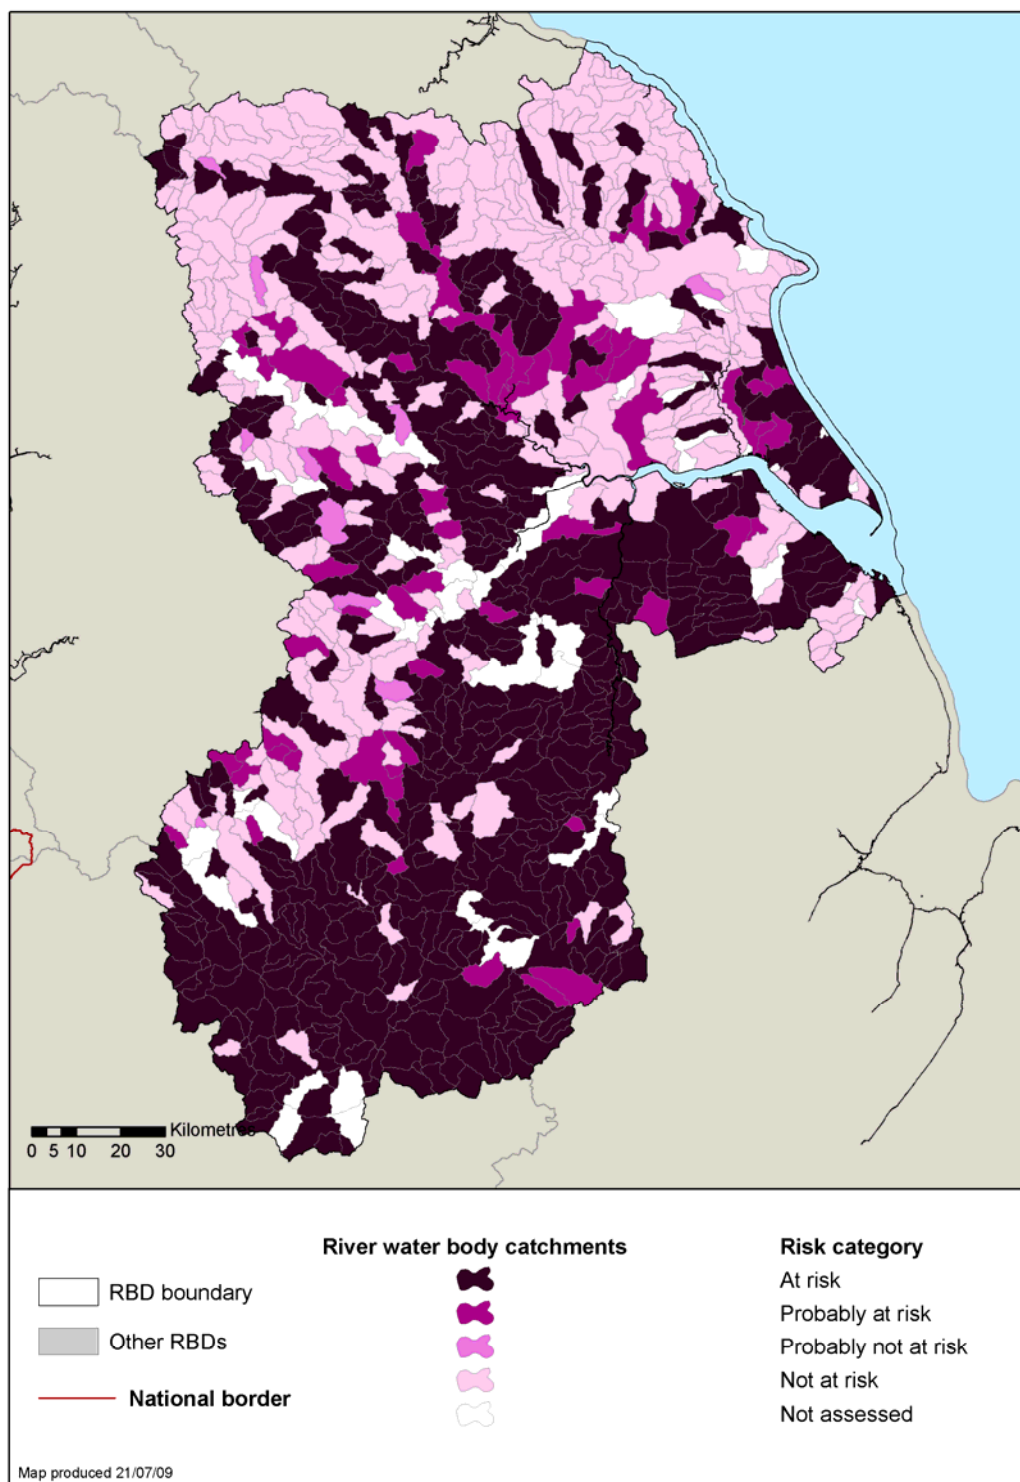 Kilometres
0 5 10 20 30
River water body catchments
Risk category
RBD boundary
Other RBDs
National border
At risk
Probably at risk
Probably not at risk
Not at risk
Not assessed
Map produced 21/07/09